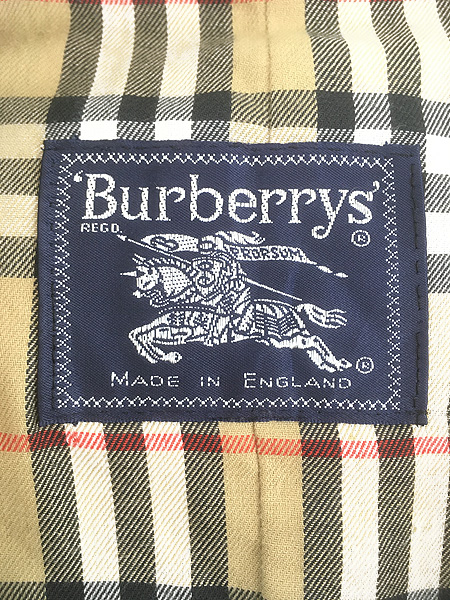 'Burberrys'
REGD.
®
PRORSUM
®
MADE IN ENGLAND